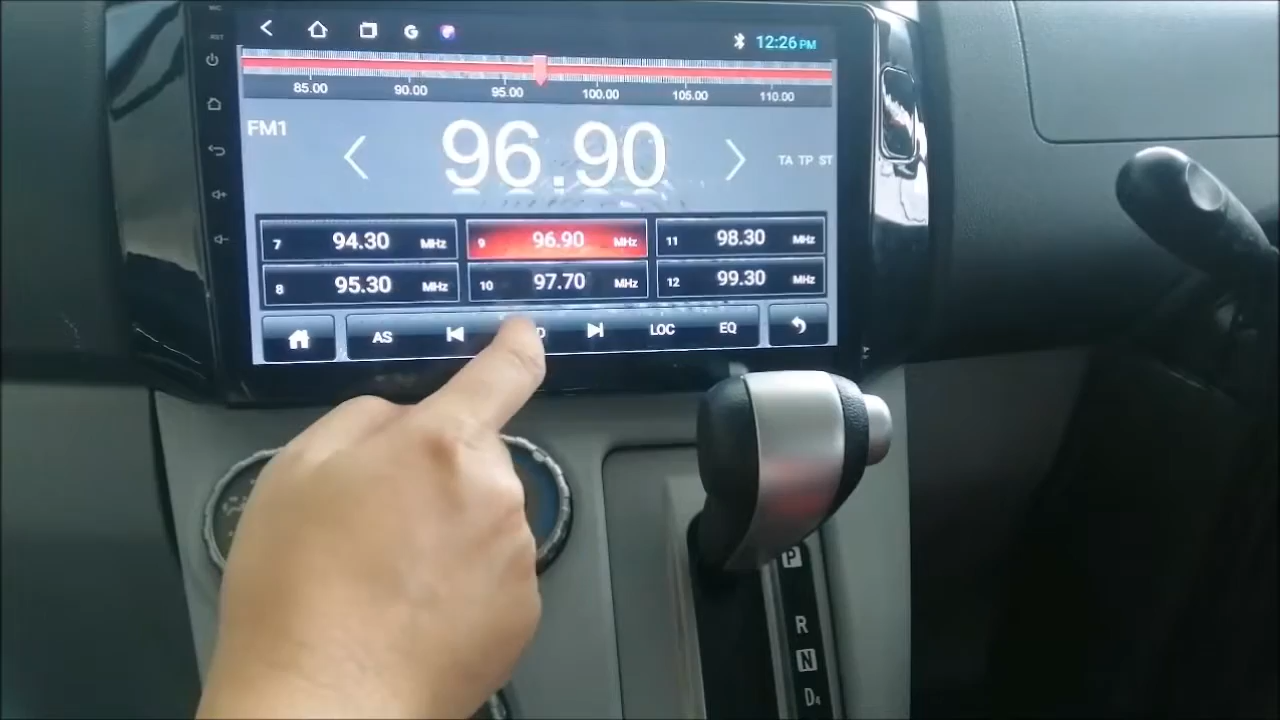 G
12:26 PM
85.00 90.00 95.00 100.00 105.00 110.00
FM1
96.90
TA TP ST
7 94.30 MHz
9 96.90 MHz
11 98.30 MHz
8 95.30 MHz
10 97.70 MHz
12 99.30 MHz
AS LOC EQ
P
R
N
D4